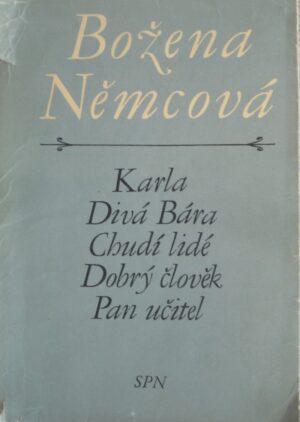 Božena
Němcová
Karla
Divá Bára
Chudí lidé
Dobrý člověk
Pan učitel
SPN